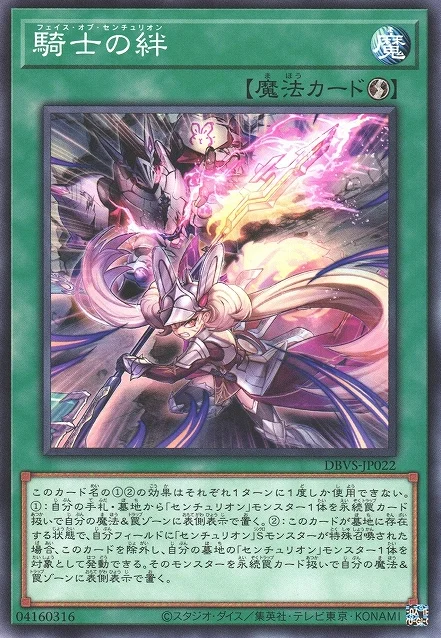 フェイス・オブ・センチュリオン
騎士の絆
魔
【魔法カード】
DBVS-JP022
このカード名の①②の効果はそれぞれ1ターンに1度しか使用できない。
①:自分の手札・墓地から「センチュリオン」モンスター1体を永続罠カード
扱いで自分の魔法&罠ゾーンに表側表示で置く。②:このカードが墓地に存在
する状態で、自分フィールドに「センチュリオン」Sモンスターが特殊召喚された
場合、このカードを除外し、自分の墓地の「センチュリオン」モンスター1体を
対象として発動できる。そのモンスターを永続罠カード扱いで自分の魔法&
罠ゾーンに表側表示で置く。
04160316
©スタジオ・ダイス/集英社・テレビ東京・KONAMI